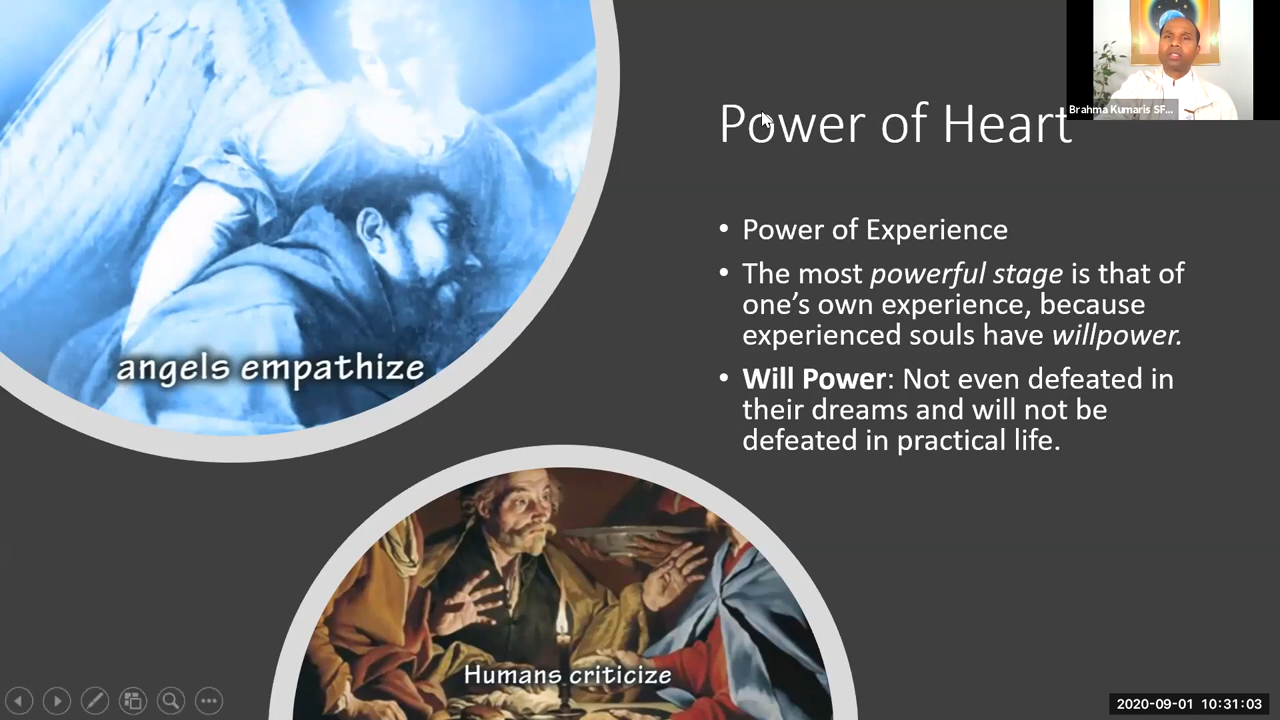 Power of Heart
Brahma Kumaris SF...
• Power of Experience
• The most powerful stage is that of
one’s own experience, because
experienced souls have willpower.
• Will Power: Not even defeated in
their dreams and will not be
defeated in practical life.
angels empathize
Humans criticize
2020-09-01 10:31:03